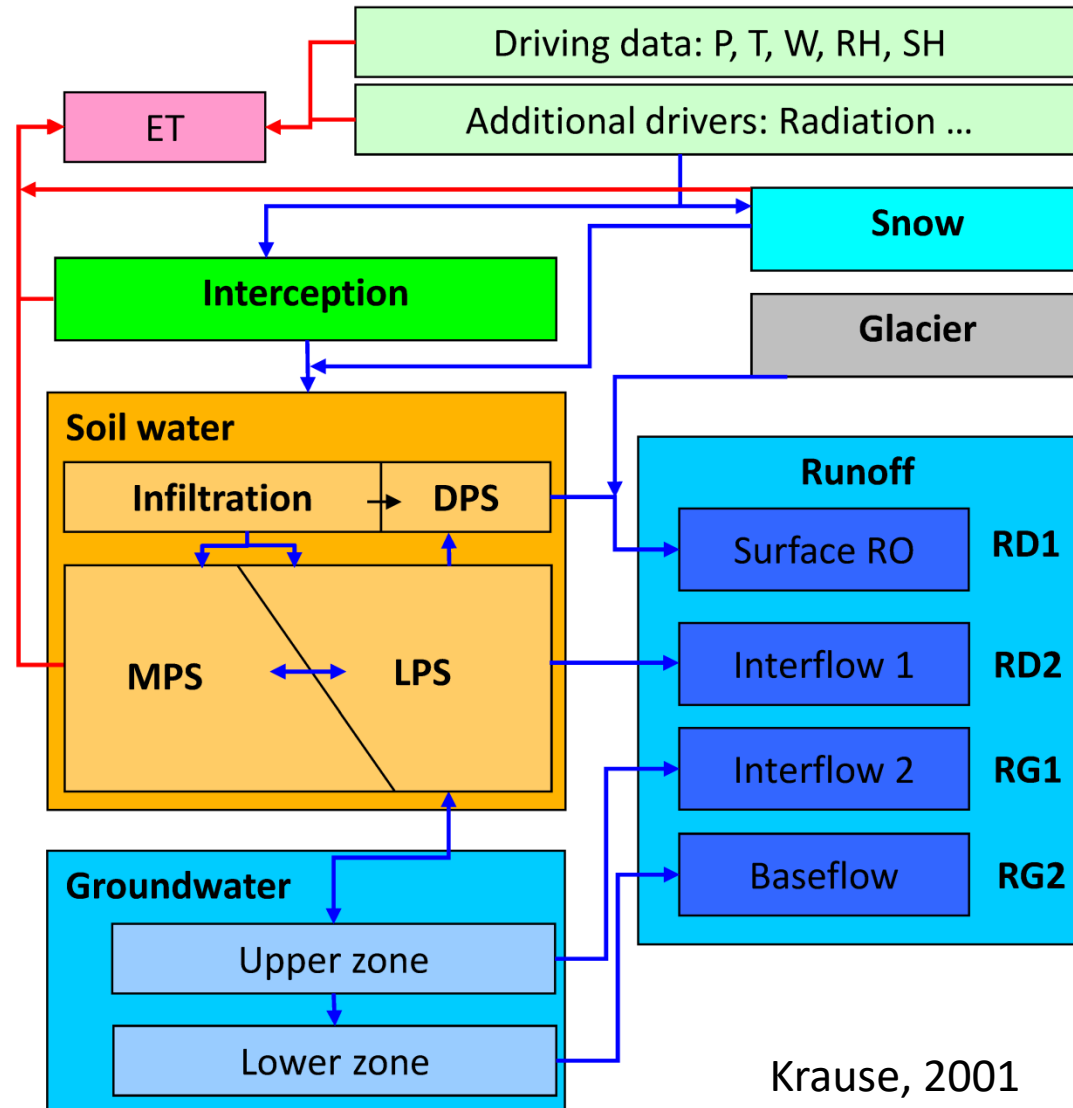 Driving data: P, T, W, RH, SH
ET
Additional drivers: Radiation ...
Snow
Interception
Glacier
Soil water
Infiltration
DPS
MPS
LPS
Runoff
Surface RO
RD1
Interflow 1
RD2
Interflow 2
RG1
Baseflow
RG2
Groundwater
Upper zone
Lower zone
Krause, 2001